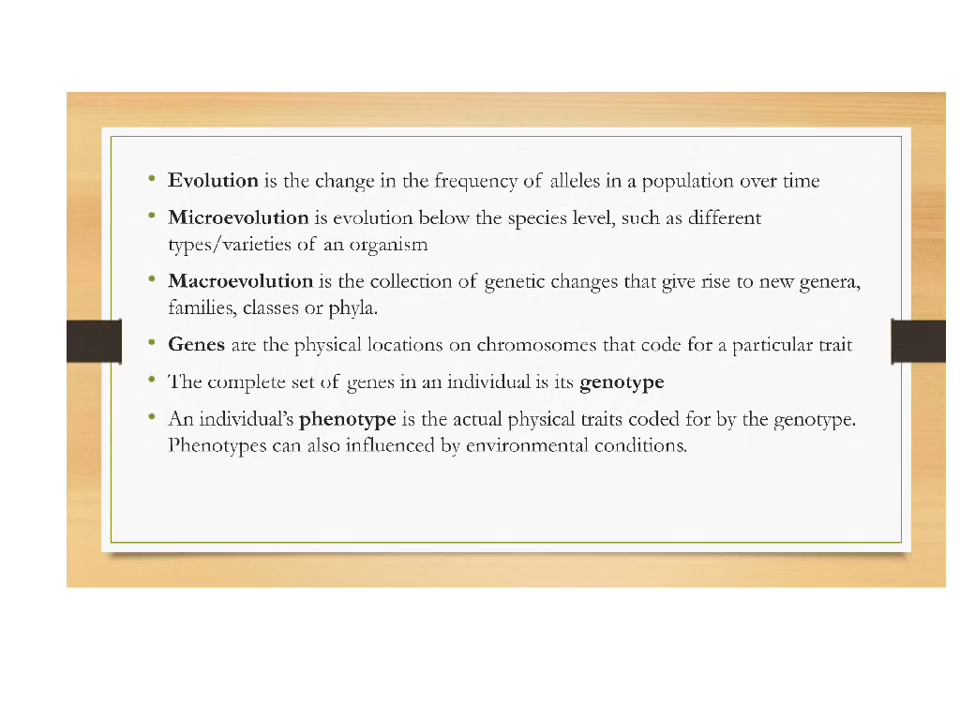 • Evolution is the change in the frequency of alleles in a population over time
• Microevolution is evolution below the species level, such as different
types/varieties of an organism
• Macroevolution is the collection of genetic changes that give rise to new genera,
families, classes or phyla.
• Genes are the physical locations on chromosomes that code for a particular trait
• The complete set of genes in an individual is its genotype
• An individual’s phenotype is the actual physical traits coded for by the genotype.
Phenotypes can also influenced by environmental conditions.